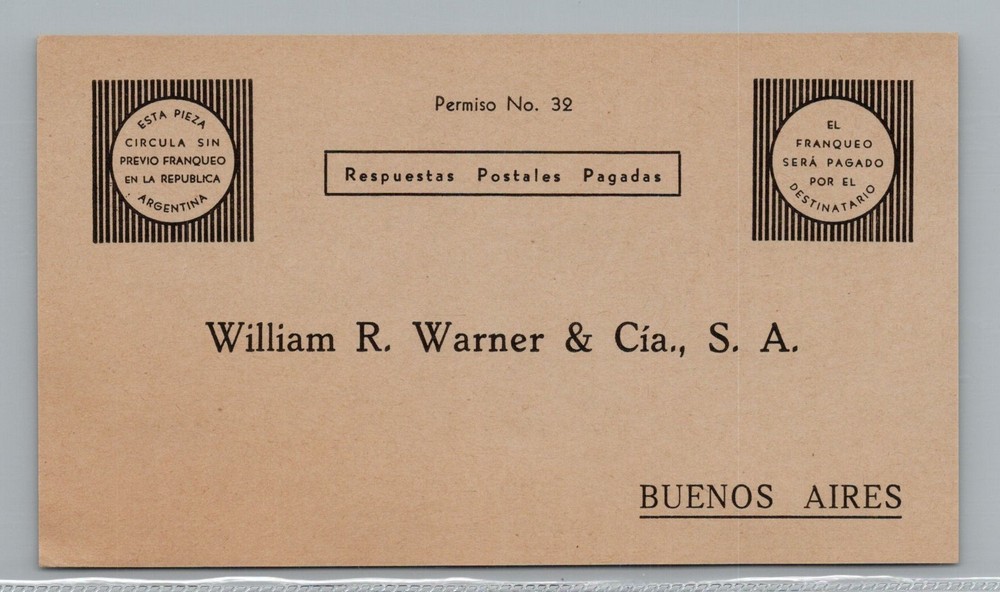 ESTA PIEZA
CIRCULA SIN
PREVIO FRANQUEO
EN LA REPUBLICA
ARGENTINA
Permiso No. 32
Respuestas Postales Pagadas
EL
FRANQUEO
SERÁ PAGADO
POR EL
DESTINATARIO
William R. Warner & Cía., S. A.
BUENOS AIRES